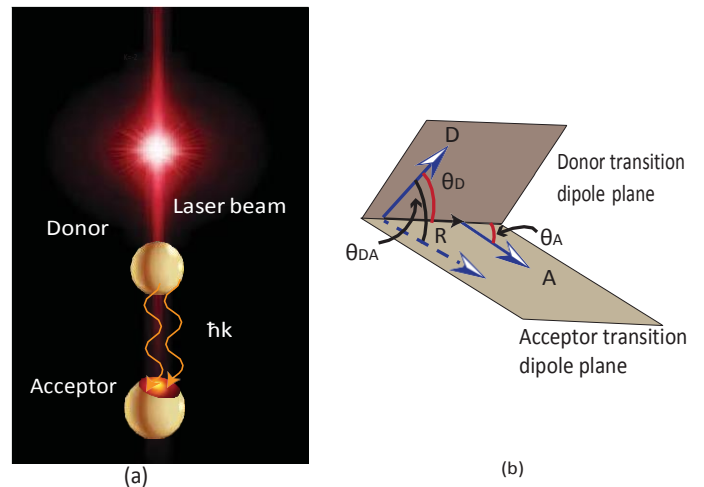 Laser beam
Donor
ħk
Acceptor
(a)
D
θD
Donor transition
dipole plane
R
θA
θDA
A
Acceptor transition
dipole plane
(b)